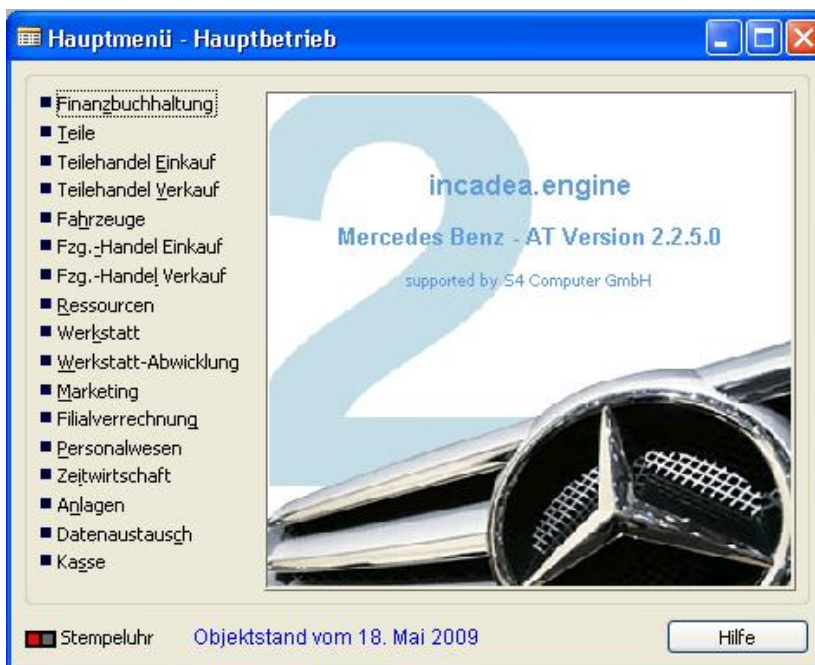 Hauptmenü - Hauptbetrieb
Finanzbuchhaltung
Teile
Teilehandel Einkauf
Teilehandel Verkauf
Fahrzeuge
Fzg.-Handel Einkauf
Fzg.-Handel Verkauf
Ressourcen
Werkstatt
Werkstatt-Abwicklung
Marketing
Filialverrechnung
Personalwesen
Zeitwirtschaft
Anlagen
Datenaustausch
Kasse
2
incadea.engine
Mercedes Benz - AT Version 2.2.5.0
supported by S4 Computer GmbH
Stempeluhr
Objektstand vom 18. Mai 2009
Hilfe